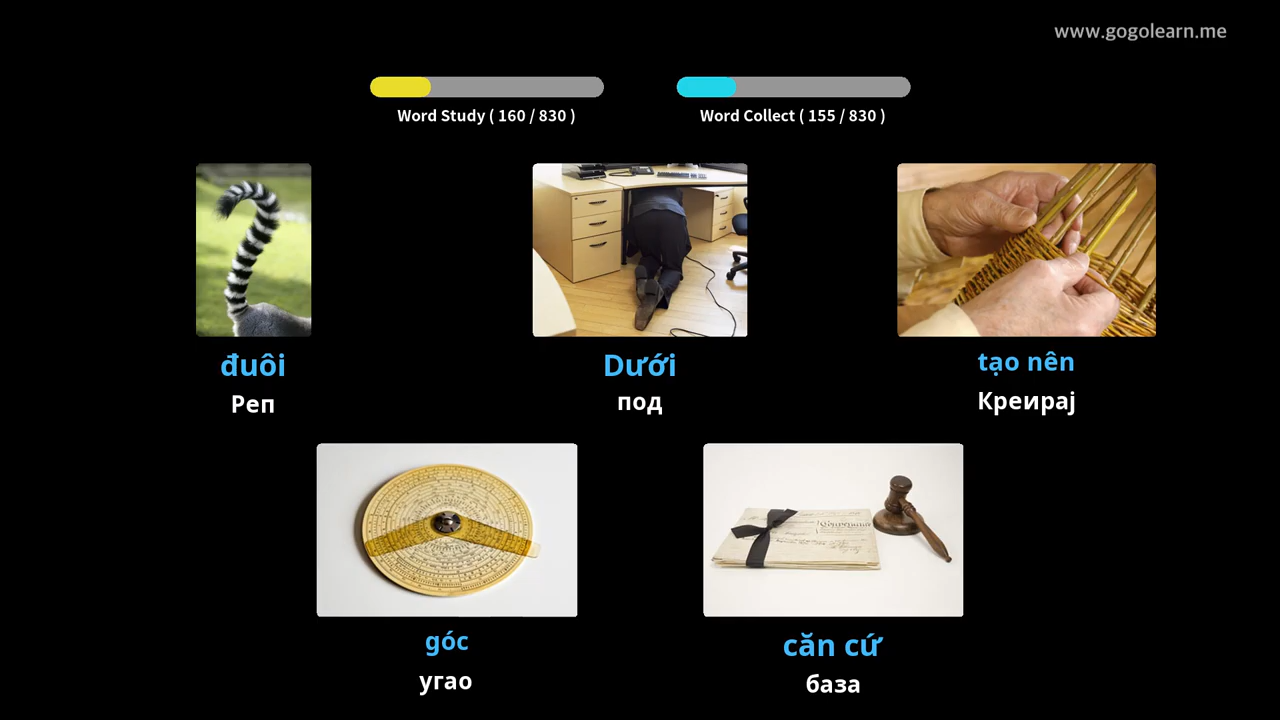 www.gogolearn.me
Word Study ( 160 / 830 )
Word Collect ( 155 / 830 )
đuôi
Реп
Dưới
под
tạo nên
Креирај
góc
угао
căn cứ
база